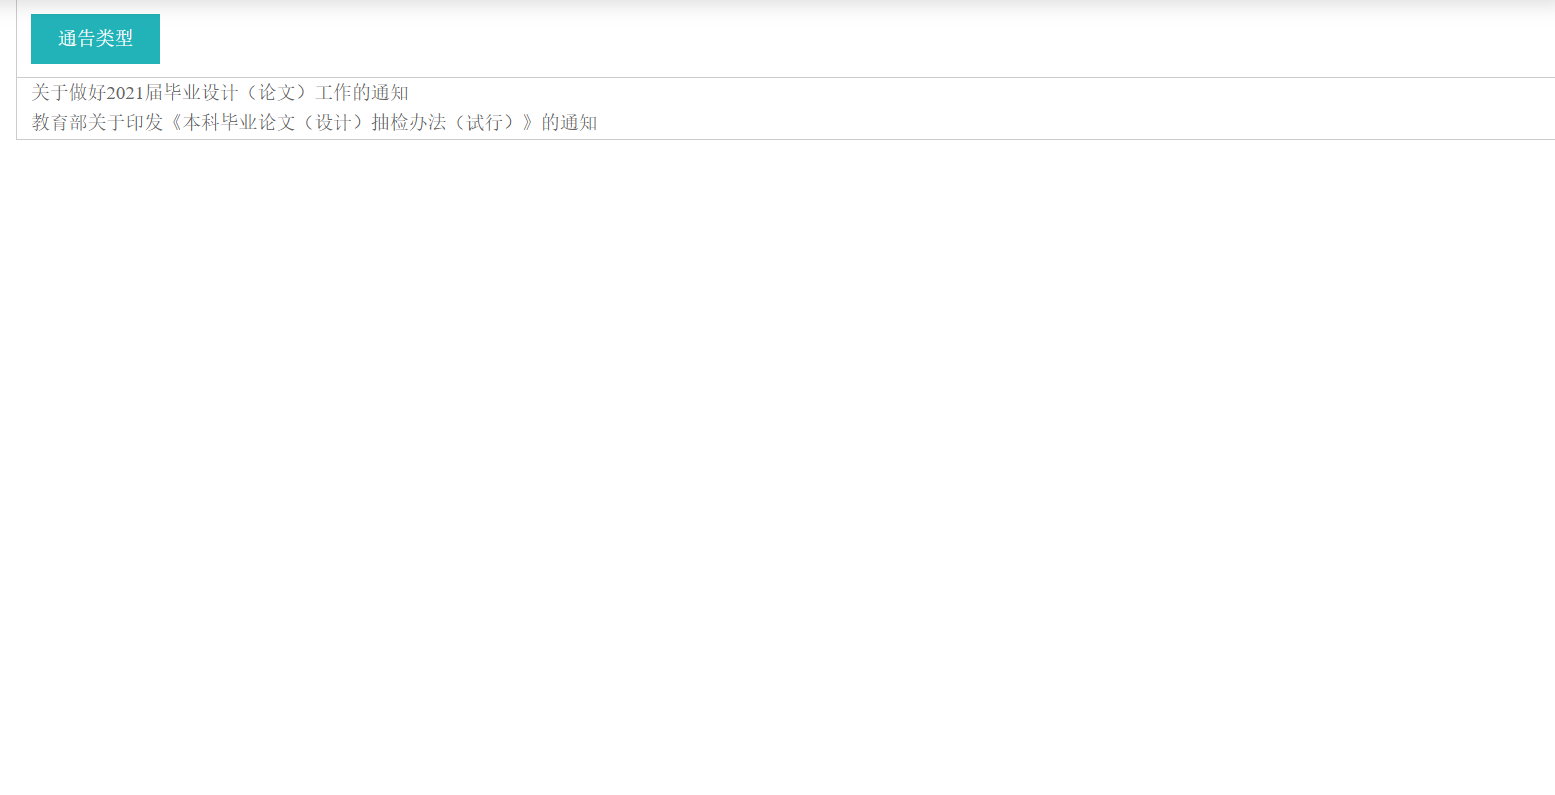 通告类型
关于做好2021届毕业设计（论文）工作的通知
教育部关于印发《本科毕业论文（设计）抽检办法（试行）》的通知